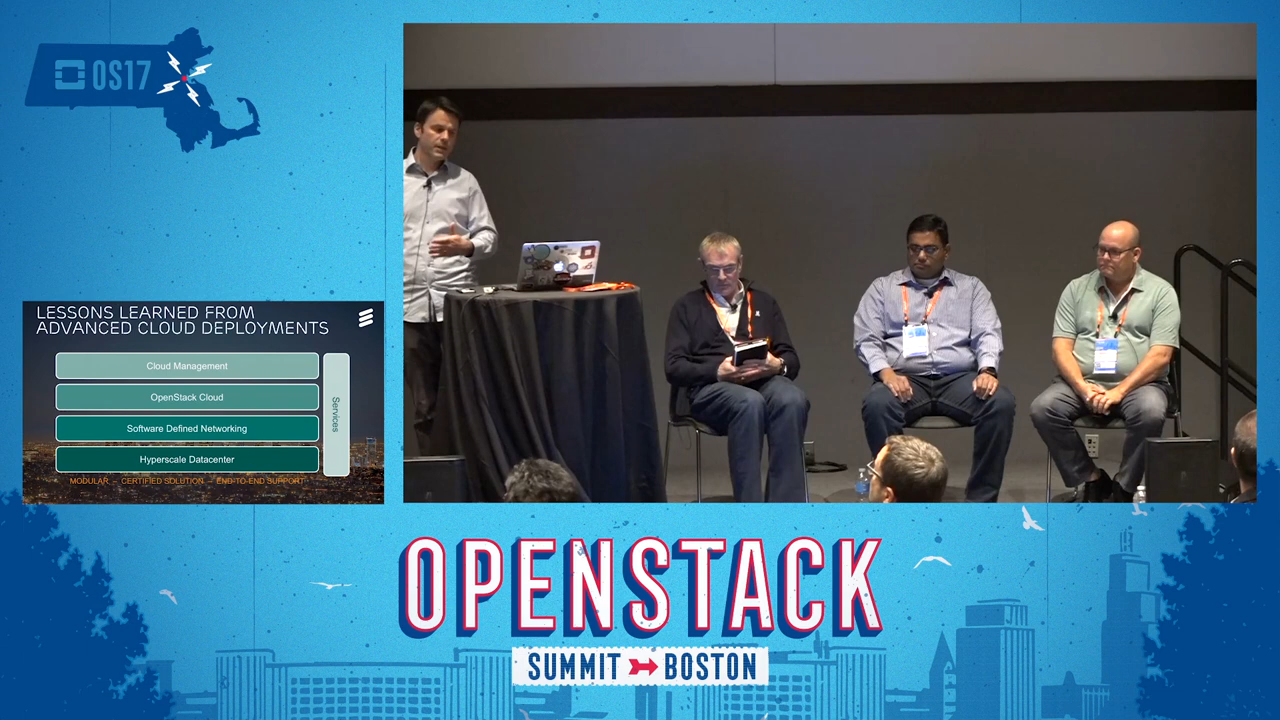 OS17
LESSONS LEARNED FROM
ADVANCED CLOUD DEPLOYMENTS
Cloud Management
OpenStack Cloud
Software Defined Networking
Hyperscale Datacenter
Services
MODULAR – CERTIFIED SOLUTION – END-TO-END SUPPORT
OPENSTACK
SUMMIT BOSTON